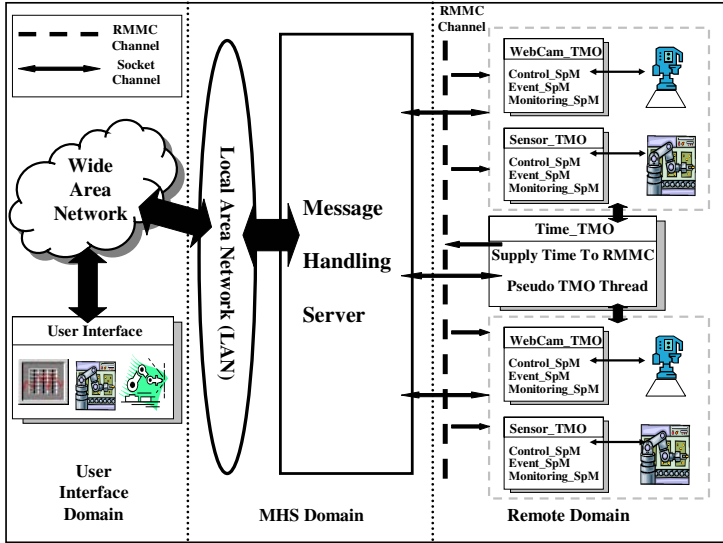 RMMC
Channel
Socket
Channel
Wide
Area
Network
User Interface
User
Interface
Domain
Local Area Network (LAN)
Message
Handling
Server
MHS Domain
RMMC
Channel
WebCam_TMO
Control_SpM
Event_SpM
Monitoring_SpM
Sensor_TMO
Control_SpM
Event_SpM
Monitoring_SpM
Time_TMO
Supply Time To RMMC
Pseudo TMO Thread
WebCam_TMO
Control_SpM
Event_SpM
Monitoring_SpM
Sensor_TMO
Control_SpM
Event_SpM
Monitoring_SpM
Remote Domain